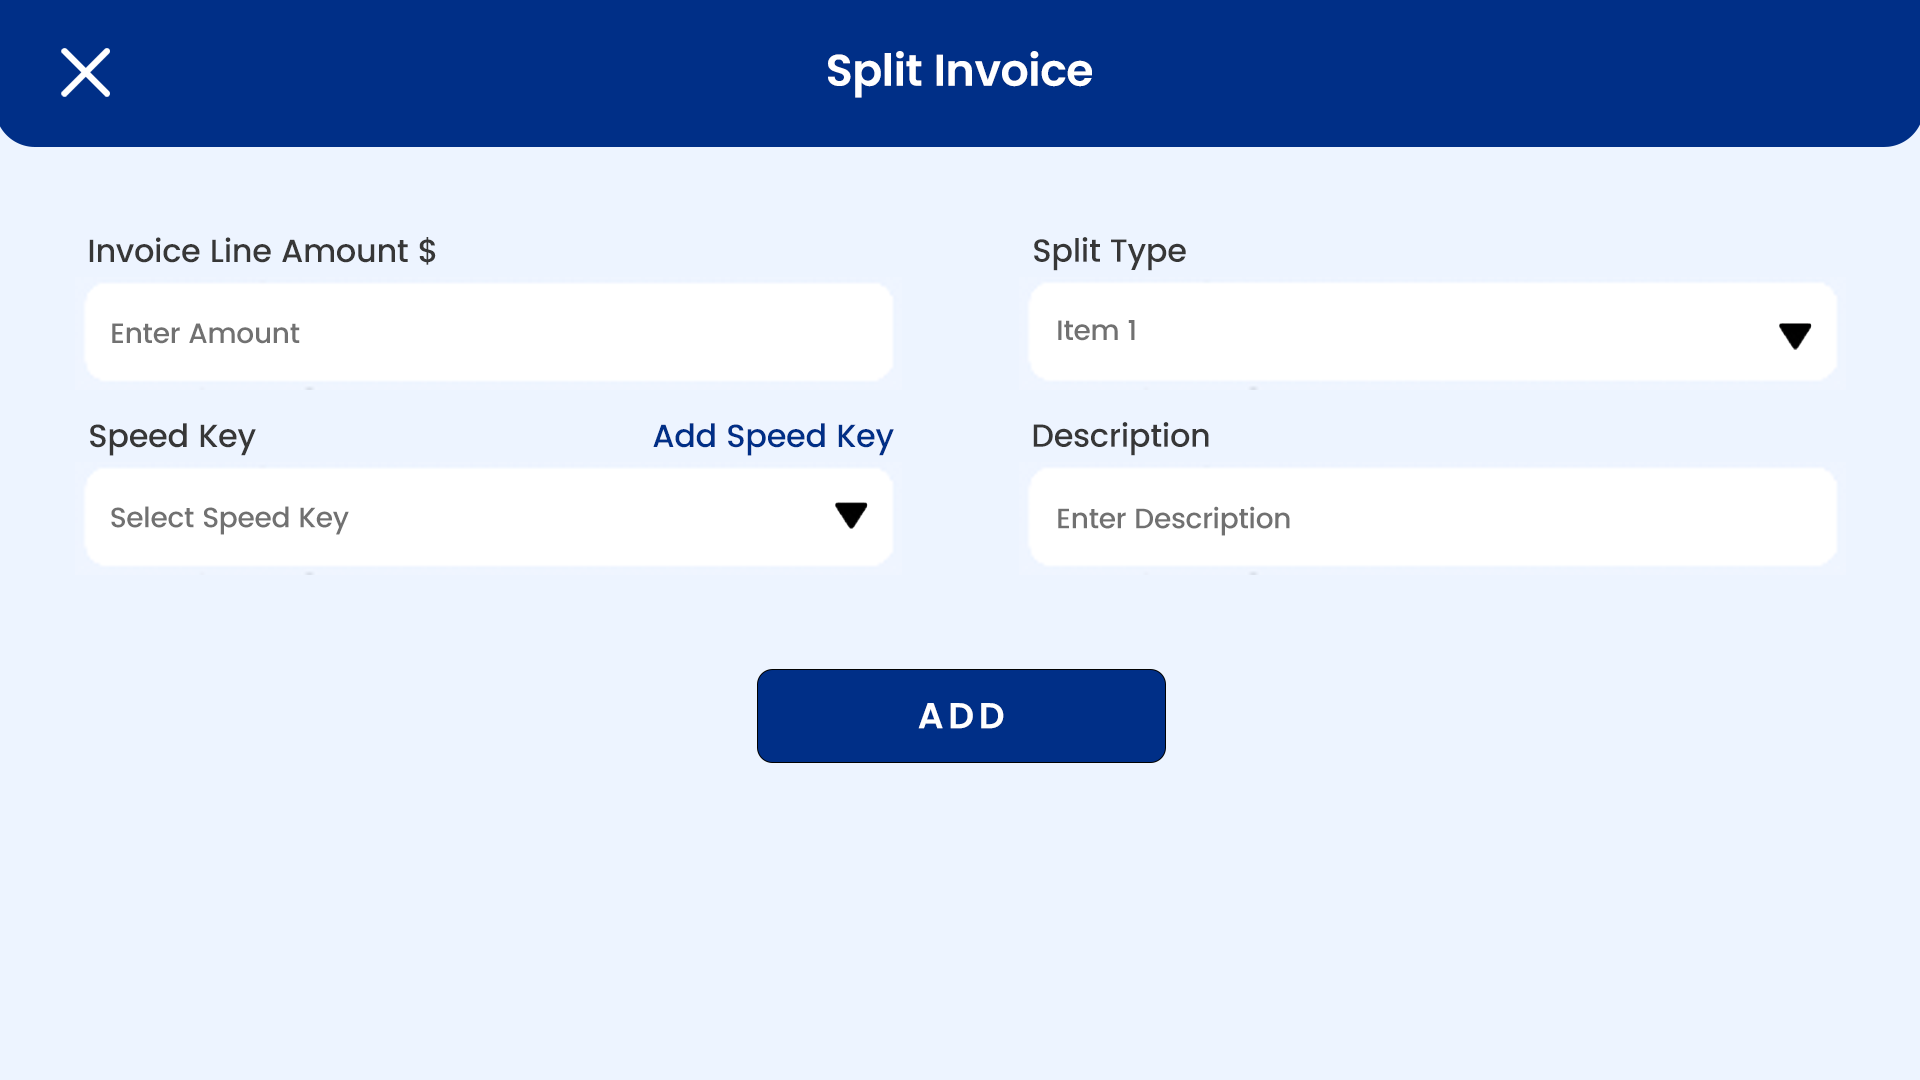 Split Invoice
Invoice Line Amount $
Split Type
Enter Amount
Item 1
Speed Key
Add Speed Key
Description
Select Speed Key
Enter Description
ADD